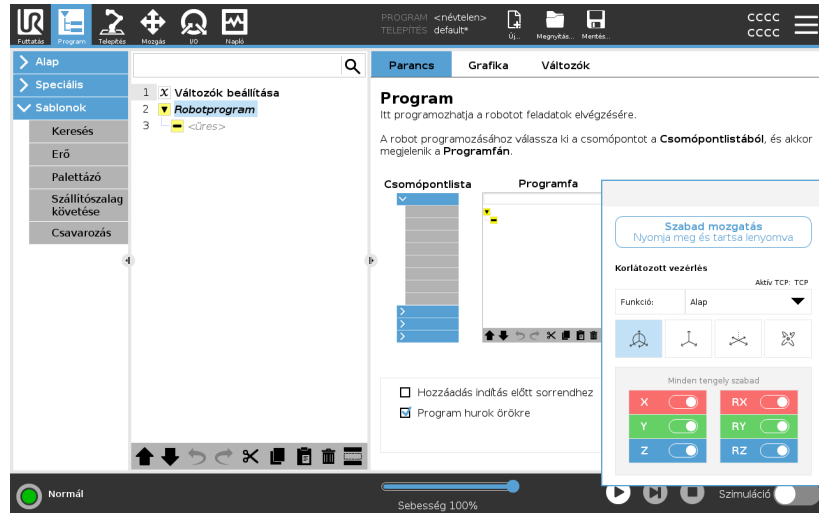 UR
Futtatás
Program
Telepítés
Mozgás
I/O
Napló
PROGRAM <névtelen>
TELEPÍTÉS default*
Új...
Megnyitás...
Mentés...
cccc
cccc
Alap
Speciális
Sablonok
Keresés
Erő
Palettázó
Szállítószalag
követése
Csavarozás
1 X Változók beállítása
2 Robotprogram
3 <üres>
Parancs
Grafika
Változók
Program
Itt programozhatja a robotot feladatok elvégzésére.
A robot programozásához válassza ki a csomópontot a Csomópontlistából, és akkor
megjelenik a Programfán.
Csomópontlista
Programfa
Hozzáadás indítás előtt sorrendhez
Program hurok örökre
Szabad mozgatás
Nyomja meg és tartsa lenyomva
Korlátozott vezérlés
Aktív TCP: TCP
Funkció:
Alap
Minden tengely szabad
X
RX
Y
RY
Z
RZ
Normál
Sebesség 100%
Szimuláció